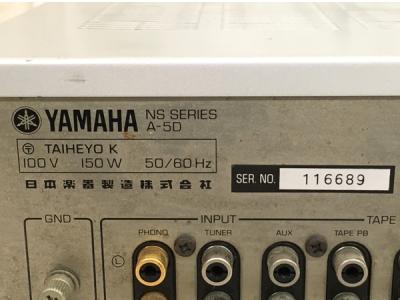 YAMAHA NS SERIES
A-5D
〒 TAIHEYO K
100V 150W 50/60Hz
日本楽器製造株式会社
SER. NO. 116689
GND INPUT TAPE
PHONO TUNER AUX TAPE PB
L